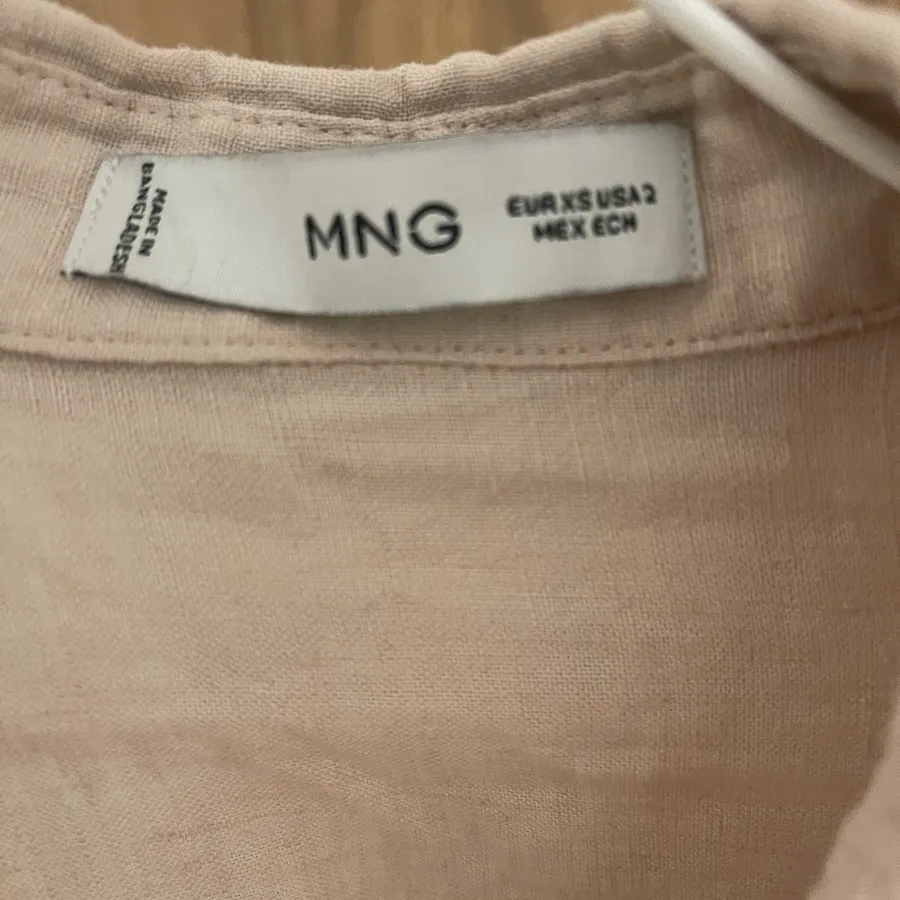 MADE IN
BANGLADESH
MNG
EUR XS USA 2
MEX ECH